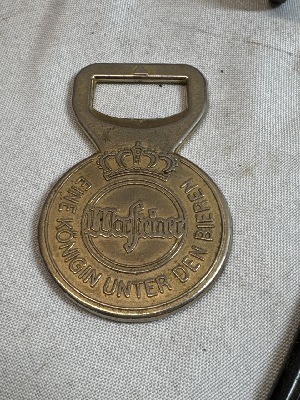 Warsteiner
EINE KÖNIGIN UNTER DEN BIEREN